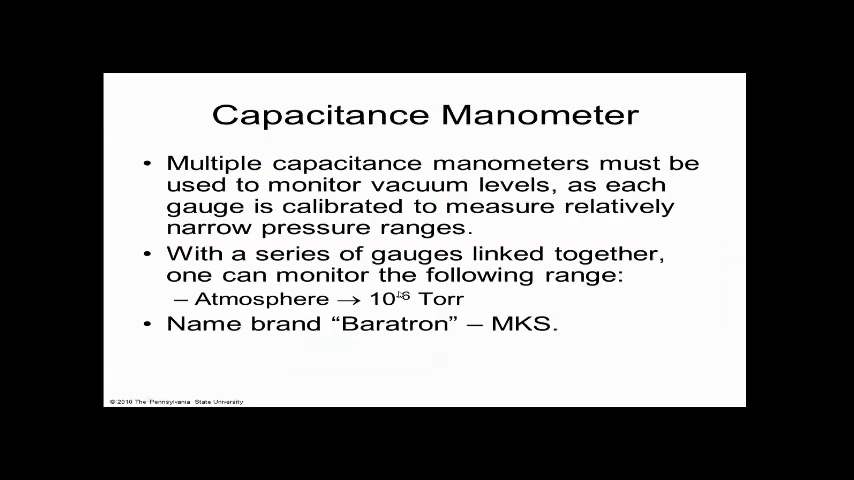 Capacitance Manometer
• Multiple capacitance manometers must be
used to monitor vacuum levels, as each
gauge is calibrated to measure relatively
narrow pressure ranges.
• With a series of gauges linked together,
one can monitor the following range:
– Atmosphere → 10⁻⁶ Torr
• Name brand “Baratron” – MKS.
© 2010 The Pennsylvania State University